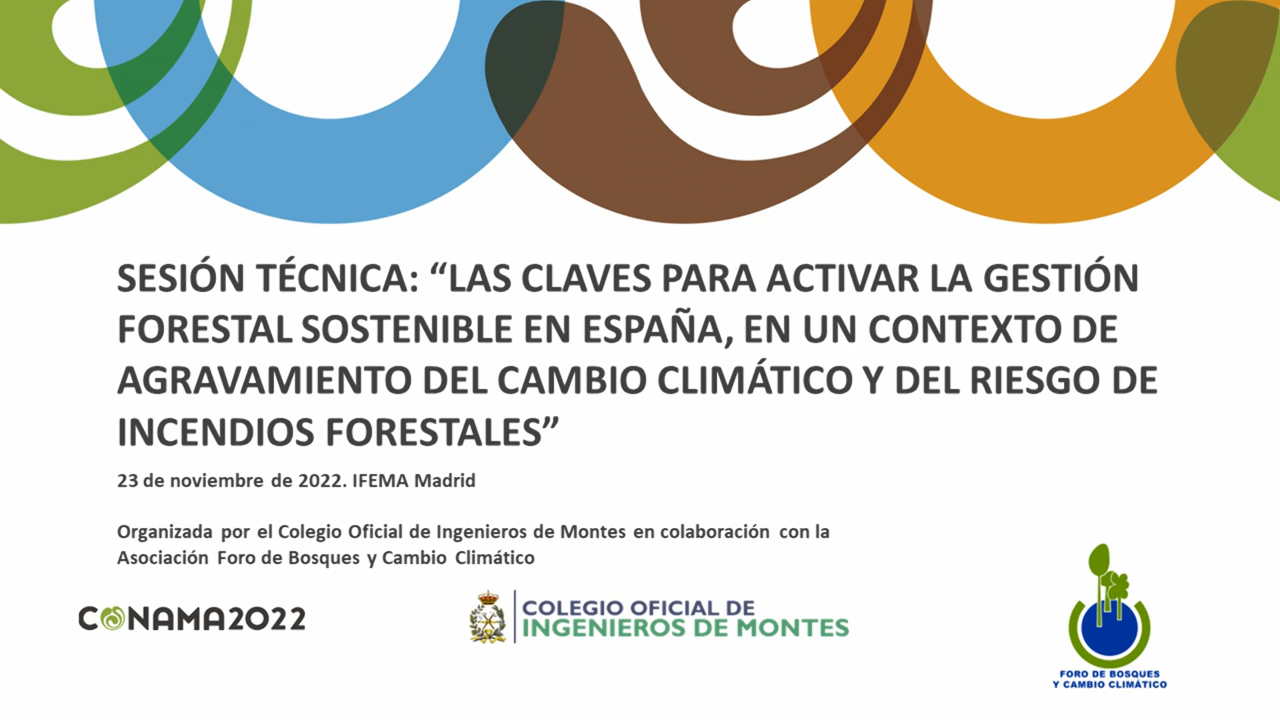 SESIÓN TÉCNICA: “LAS CLAVES PARA ACTIVAR LA GESTIÓN
FORESTAL SOSTENIBLE EN ESPAÑA, EN UN CONTEXTO DE
AGRAVAMIENTO DEL CAMBIO CLIMÁTICO Y DEL RIESGO DE
INCENDIOS FORESTALES”
23 de noviembre de 2022. IFEMA Madrid
Organizada por el Colegio Oficial de Ingenieros de Montes en colaboración con la
Asociación Foro de Bosques y Cambio Climático
CONAMA2022
COLEGIO OFICIAL DE
INGENIEROS DE MONTES
FORO DE BOSQUES
Y CAMBIO CLIMÁTICO